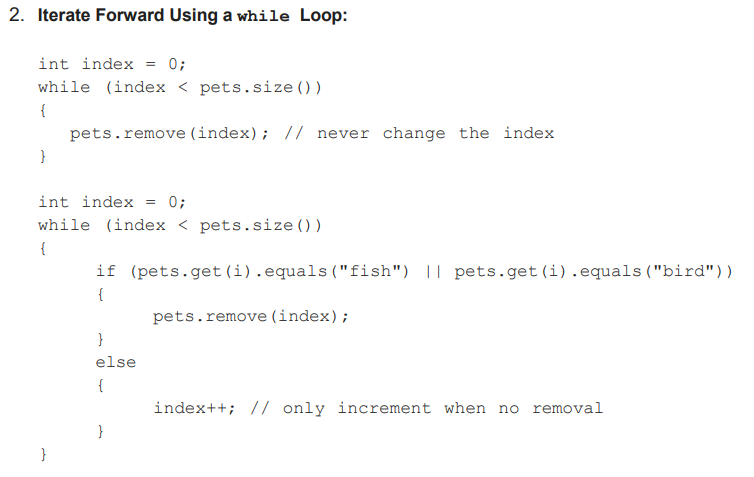 2. Iterate Forward Using a while Loop:
int index = 0;
while (index < pets.size())
{
pets.remove(index); // never change the index
}
int index = 0;
while (index < pets.size())
{
if (pets.get(i).equals("fish") || pets.get(i).equals("bird"))
{
pets.remove(index);
}
else
{
index++; // only increment when no removal
}
}